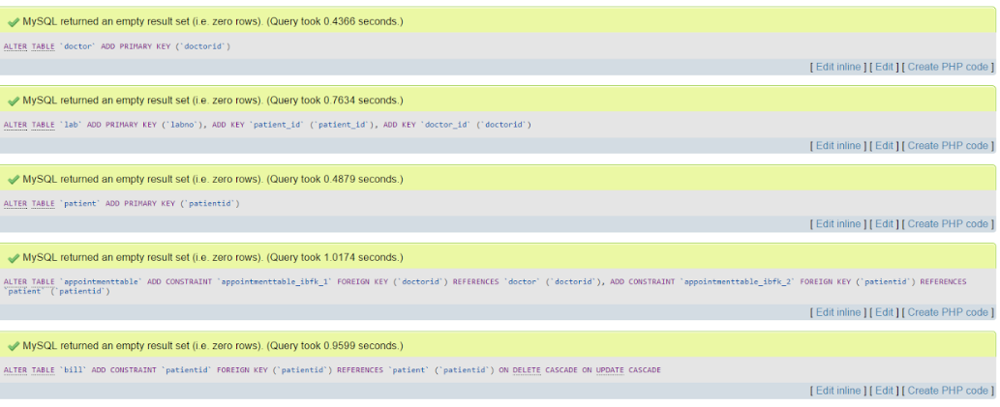 MySQL returned an empty result set (i.e. zero rows). (Query took 0.4366 seconds.)
ALTER TABLE `doctor` ADD PRIMARY KEY (`doctorid`)
[ Edit inline ] [ Edit ] [ Create PHP code ]
MySQL returned an empty result set (i.e. zero rows). (Query took 0.7634 seconds.)
ALTER TABLE `lab` ADD PRIMARY KEY (`labno`), ADD KEY `patient_id` (`patient_id`), ADD KEY `doctor_id` (`doctorid`)
[ Edit inline ] [ Edit ] [ Create PHP code ]
MySQL returned an empty result set (i.e. zero rows). (Query took 0.4879 seconds.)
ALTER TABLE `patient` ADD PRIMARY KEY (`patientid`)
[ Edit inline ] [ Edit ] [ Create PHP code ]
MySQL returned an empty result set (i.e. zero rows). (Query took 1.0174 seconds.)
ALTER TABLE `appointmenttable` ADD CONSTRAINT `appointmenttable_ibfk_1` FOREIGN KEY (`doctorid`) REFERENCES `doctor` (`doctorid`), ADD CONSTRAINT `appointmenttable_ibfk_2` FOREIGN KEY (`patientid`) REFERENCES
`patient` (`patientid`)
[ Edit inline ] [ Edit ] [ Create PHP code ]
MySQL returned an empty result set (i.e. zero rows). (Query took 0.9599 seconds.)
ALTER TABLE `bill` ADD CONSTRAINT `patientid` FOREIGN KEY (`patientid`) REFERENCES `patient` (`patientid`) ON DELETE CASCADE ON UPDATE CASCADE
[ Edit inline ] [ Edit ] [ Create PHP code ]